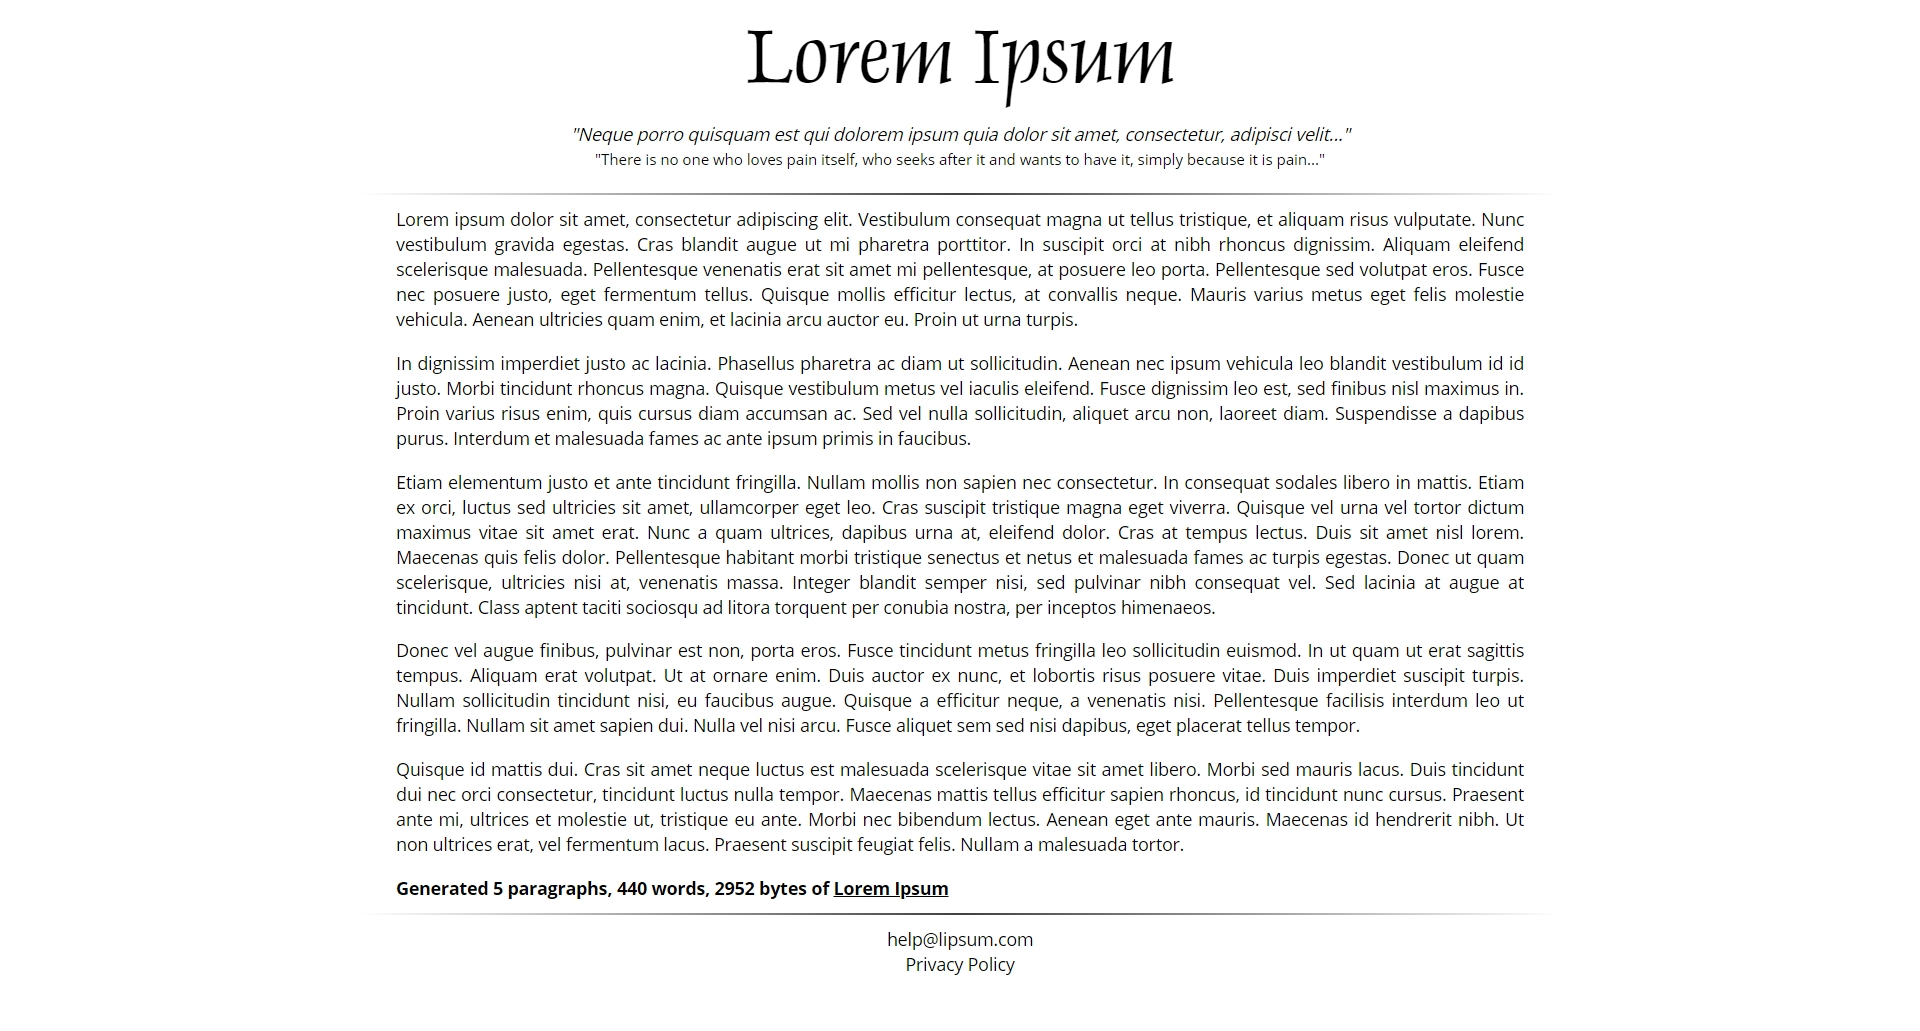 Lorem Ipsum
"Neque porro quisquam est qui dolorem ipsum quia dolor sit amet, consectetur, adipisci velit..."
"There is no one who loves pain itself, who seeks after it and wants to have it, simply because it is pain..."
Lorem ipsum dolor sit amet, consectetur adipiscing elit. Vestibulum consequat magna ut tellus tristique, et aliquam risus vulputate. Nunc
vestibulum gravida egestas. Cras blandit augue ut mi pharetra porttitor. In suscipit orci at nibh rhoncus dignissim. Aliquam eleifend
scelerisque malesuada. Pellentesque venenatis erat sit amet mi pellentesque, at posuere leo porta. Pellentesque sed volutpat eros. Fusce
nec posuere justo, eget fermentum tellus. Quisque mollis efficitur lectus, at convallis neque. Mauris varius metus eget felis molestie
vehicula. Aenean ultricies quam enim, et lacinia arcu auctor eu. Proin ut urna turpis.
In dignissim imperdiet justo ac lacinia. Phasellus pharetra ac diam ut sollicitudin. Aenean nec ipsum vehicula leo blandit vestibulum id id
justo. Morbi tincidunt rhoncus magna. Quisque vestibulum metus vel iaculis eleifend. Fusce dignissim leo est, sed finibus nisl maximus in.
Proin varius risus enim, quis cursus diam accumsan ac. Sed vel nulla sollicitudin, aliquet arcu non, laoreet diam. Suspendisse a dapibus
purus. Interdum et malesuada fames ac ante ipsum primis in faucibus.
Etiam elementum justo et ante tincidunt fringilla. Nullam mollis non sapien nec consectetur. In consequat sodales libero in mattis. Etiam
ex orci, luctus sed ultricies sit amet, ullamcorper eget leo. Cras suscipit tristique magna eget viverra. Quisque vel urna vel tortor dictum
maximus vitae sit amet erat. Nunc a quam ultrices, dapibus urna at, eleifend dolor. Cras at tempus lectus. Duis sit amet nisl lorem.
Maecenas quis felis dolor. Pellentesque habitant morbi tristique senectus et netus et malesuada fames ac turpis egestas. Donec ut quam
scelerisque, ultricies nisi at, venenatis massa. Integer blandit semper nisi, sed pulvinar nibh consequat vel. Sed lacinia at augue at
tincidunt. Class aptent taciti sociosqu ad litora torquent per conubia nostra, per inceptos himenaeos.
Donec vel augue finibus, pulvinar est non, porta eros. Fusce tincidunt metus fringilla leo sollicitudin euismod. In ut quam ut erat sagittis
tempus. Aliquam erat volutpat. Ut at ornare enim. Duis auctor ex nunc, et lobortis risus posuere vitae. Duis imperdiet suscipit turpis.
Nullam sollicitudin tincidunt nisi, eu faucibus augue. Quisque a efficitur neque, a venenatis nisi. Pellentesque facilisis interdum leo ut
fringilla. Nullam sit amet sapien dui. Nulla vel nisi arcu. Fusce aliquet sem sed nisi dapibus, eget placerat tellus tempor.
Quisque id mattis dui. Cras sit amet neque luctus est malesuada scelerisque vitae sit amet libero. Morbi sed mauris lacus. Duis tincidunt
dui nec orci consectetur, tincidunt luctus nulla tempor. Maecenas mattis tellus efficitur sapien rhoncus, id tincidunt nunc cursus. Praesent
ante mi, ultrices et molestie ut, tristique eu ante. Morbi nec bibendum lectus. Aenean eget ante mauris. Maecenas id hendrerit nibh. Ut
non ultrices erat, vel fermentum lacus. Praesent suscipit feugiat felis. Nullam a malesuada tortor.
Generated 5 paragraphs, 440 words, 2952 bytes of Lorem Ipsum
help@lipsum.com
Privacy Policy